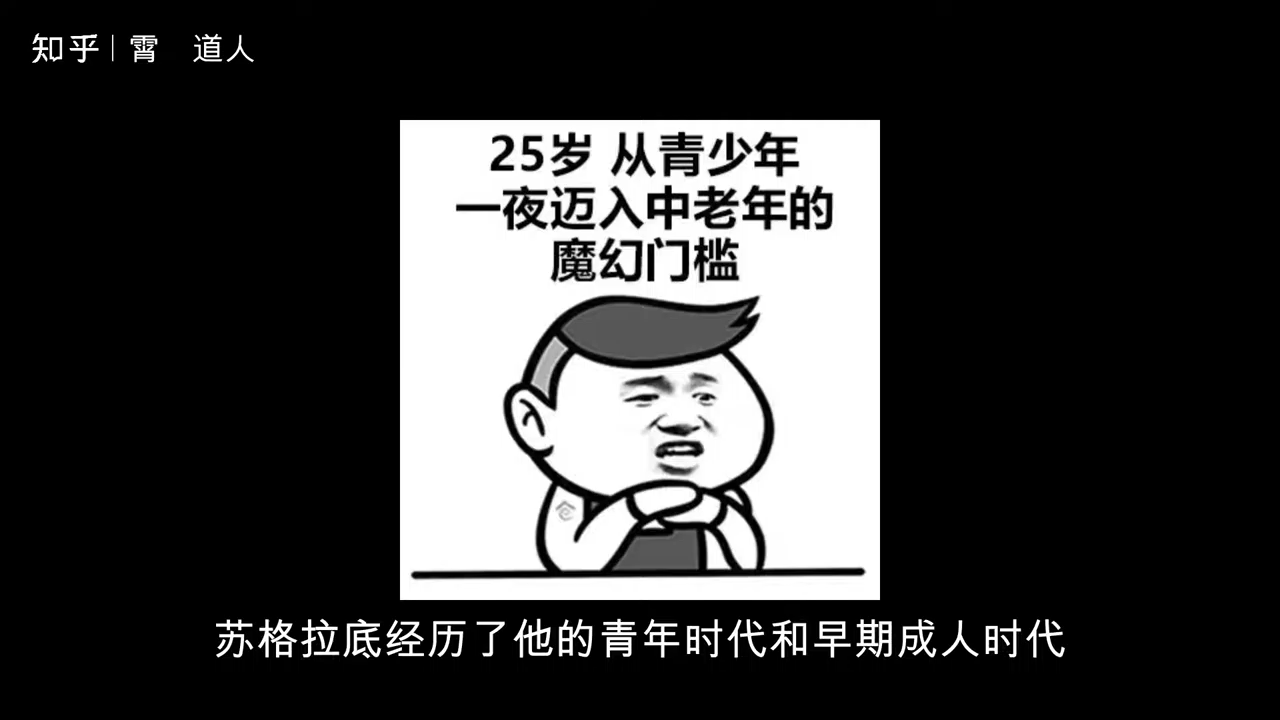 知乎 | 霄 道人
25岁 从青少年
一夜迈入中老年的
魔幻门槛
苏格拉底经历了他的青年时代和早期成人时代